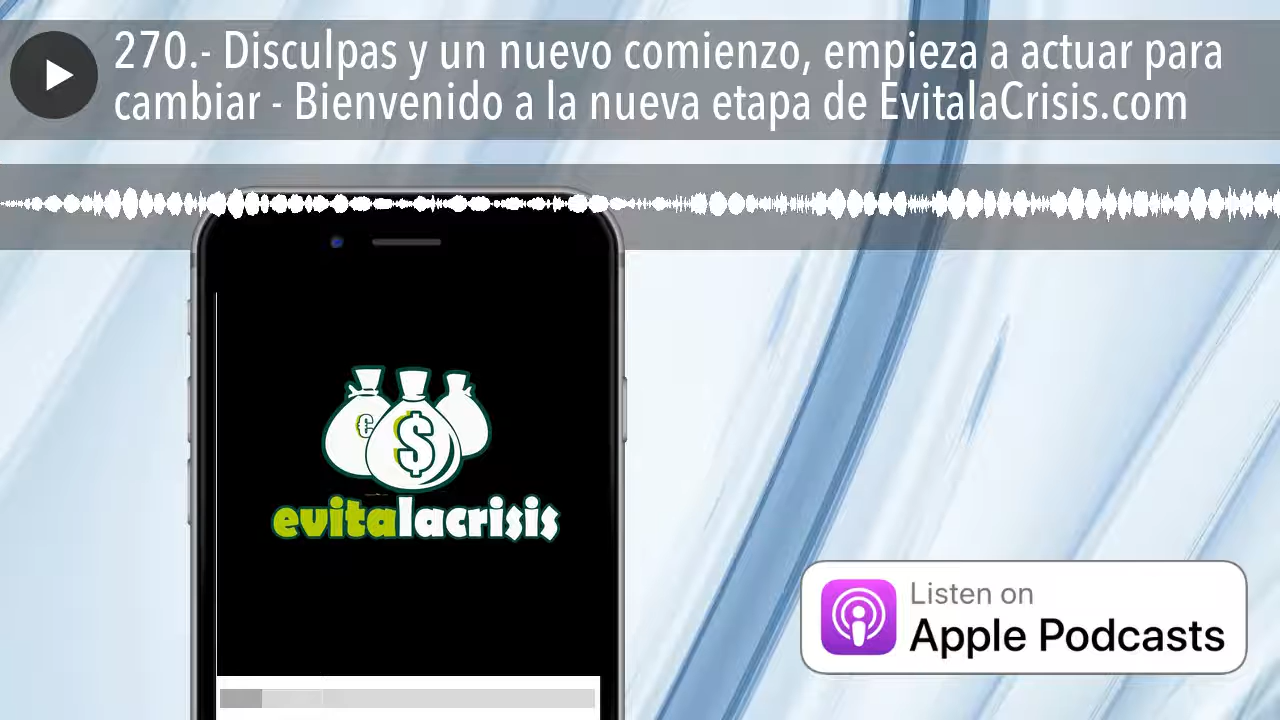 270.- Disculpas y un nuevo comienzo, empieza a actuar para
cambiar - Bienvenido a la nueva etapa de EvitalaCrisis.com
€
$
evitalacrisis
Listen on
Apple Podcasts